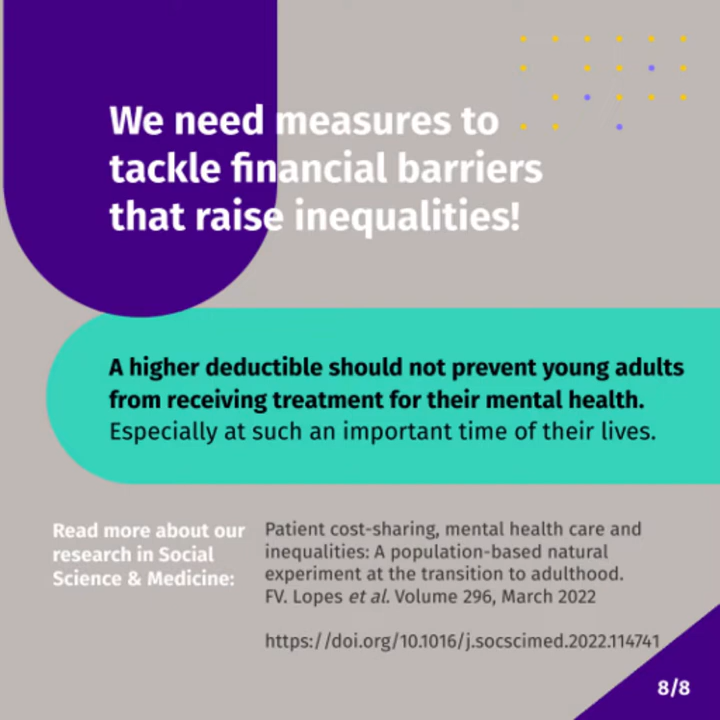 We need measures to
tackle financial barriers
that raise inequalities!
A higher deductible should not prevent young adults
from receiving treatment for their mental health.
Especially at such an important time of their lives.
Read more about our
research in Social
Science & Medicine:
Patient cost-sharing, mental health care and
inequalities: A population-based natural
experiment at the transition to adulthood.
FV. Lopes et al. Volume 296, March 2022
https://doi.org/10.1016/j.socscimed.2022.114741
8/8